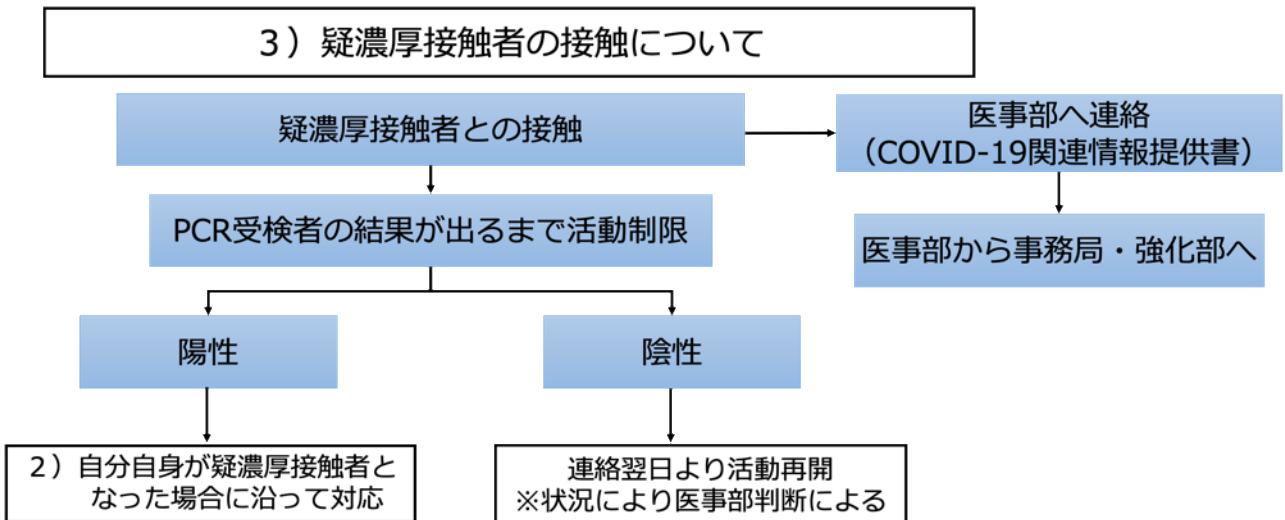 3）疑濃厚接触者の接触について
疑濃厚接触者との接触
医事部へ連絡
（COVID-19関連情報提供書）
PCR受検者の結果が出るまで活動制限
医事部から事務局・強化部へ
陽性
陰性
2）自分自身が疑濃厚接触者と
なった場合に沿って対応
連絡翌日より活動再開
※状況により医事部判断による